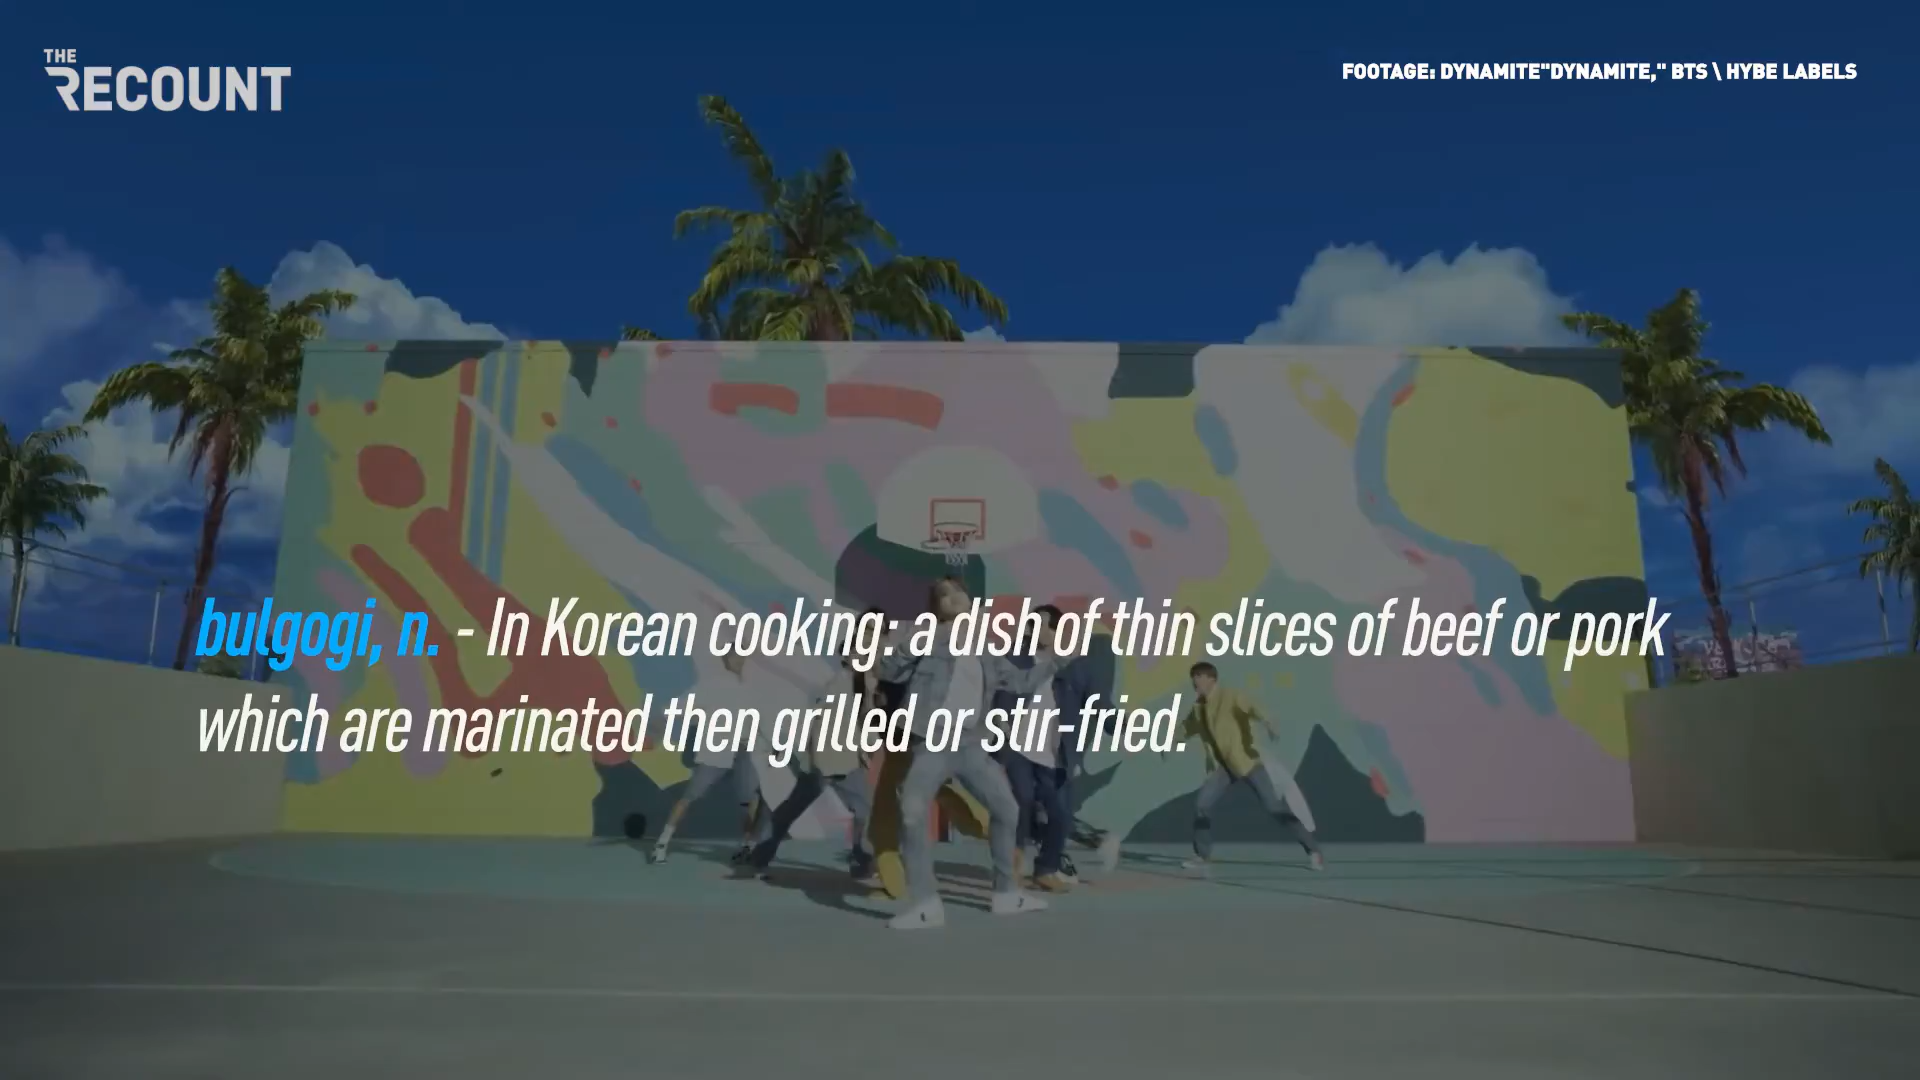 THE
RECOUNT
FOOTAGE: DYNAMITE"DYNAMITE," BTS \ HYBE LABELS
bulgogi, n. - In Korean cooking: a dish of thin slices of beef or pork
which are marinated then grilled or stir-fried.